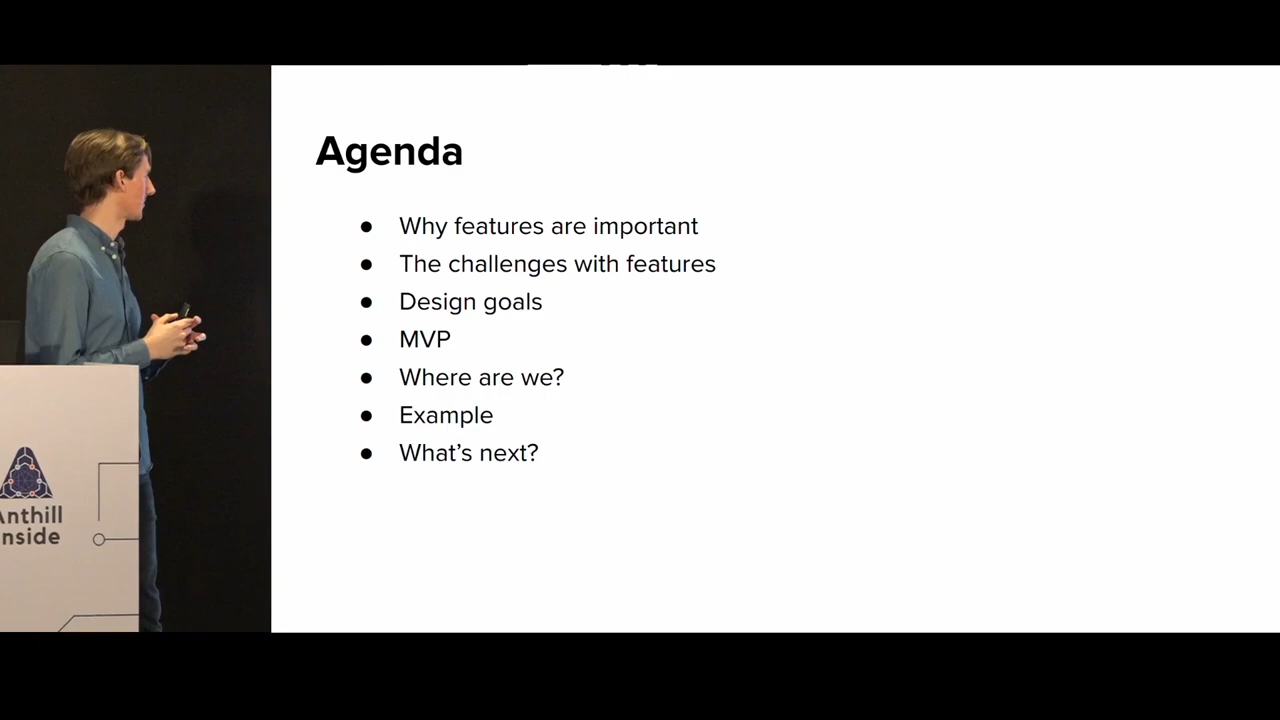 Agenda
● Why features are important
● The challenges with features
● Design goals
● MVP
● Where are we?
● Example
● What’s next?
Anthill
Inside